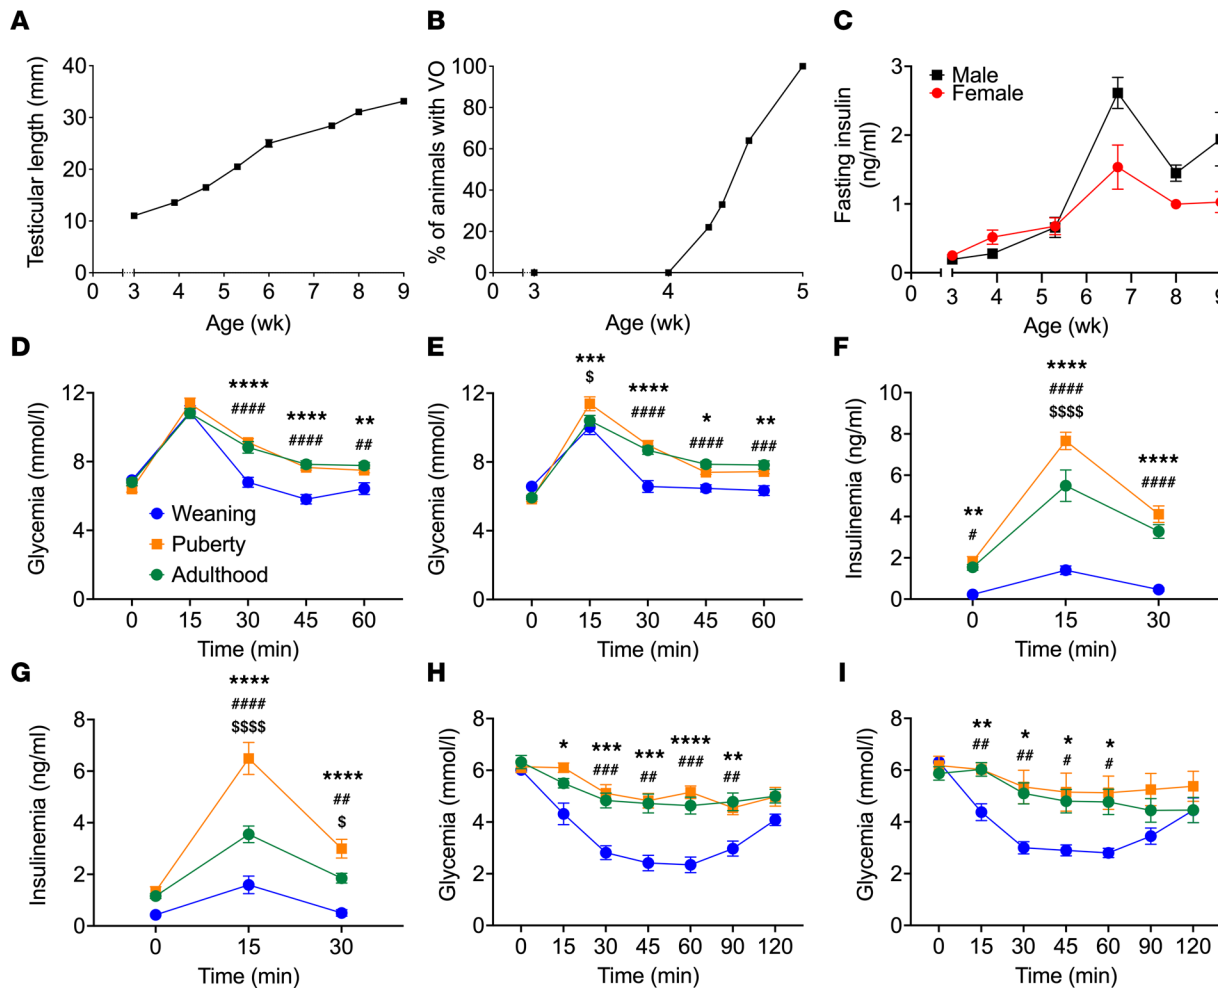 A
Testicular length (mm)
40
30
20
10
0
0 3 4 5 6 7 8 9
Age (wk)
B
% of animals with VO
100
80
60
40
20
0
0 3 4 5
Age (wk)
C
Fasting insulin
(ng/ml)
Male
Female
3
2
1
0
0 3 4 5 6 7 8 9
Age (wk)
D
Glycemia (mmol/l)
12
8
4
0
**** **** **
#### #### ##
Weaning
Puberty
Adulthood
0 15 30 45 60
Time (min)
E
Glycemia (mmol/l)
12
8
4
0
*** **** * **
$ #### #### ###
0 15 30 45 60
Time (min)
F
Insulinemia (ng/ml)
10
8
6
4
2
0
** **** ****
# #### ####
$$$$
0 15 30
Time (min)
G
Insulinemia (ng/ml)
8
6
4
2
0
**** ****
#### ##
$$$$ $
0 15 30
Time (min)
H
Glycemia (mmol/l)
8
6
4
2
0
* *** *** **** **
### ## ### ##
0 15 30 45 60 90 120
Time (min)
I
Glycemia (mmol/l)
8
6
4
2
0
** * * *
## ## # #
0 15 30 45 60 90 120
Time (min)